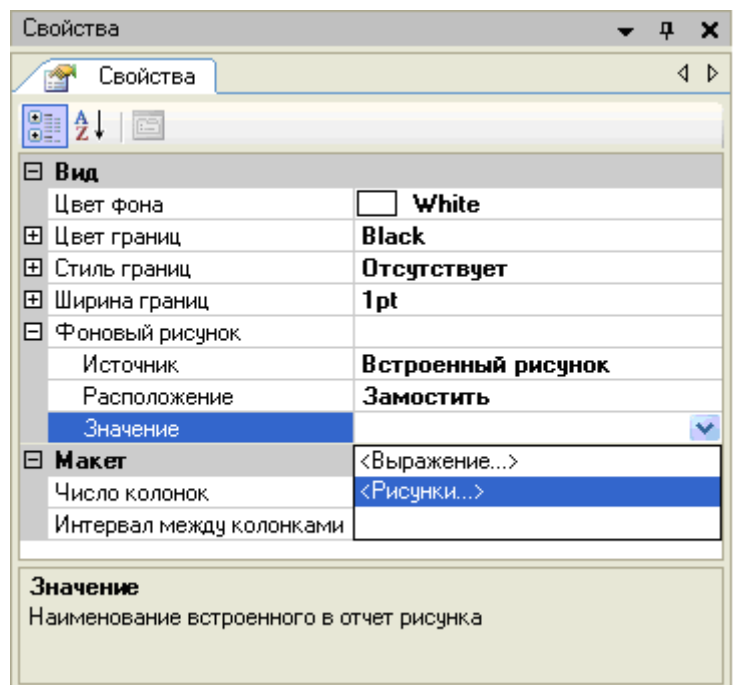 Свойства
Свойства
Вид
Цвет фона White
Цвет границ Black
Стиль границ Отсутствует
Ширина границ 1pt
Фоновый рисунок
Источник Встроенный рисунок
Расположение Замостить
Значение
Макет <Выражение...>
Число колонок <Рисунки...>
Интервал между колонками
Значение
Наименование встроенного в отчет рисунка